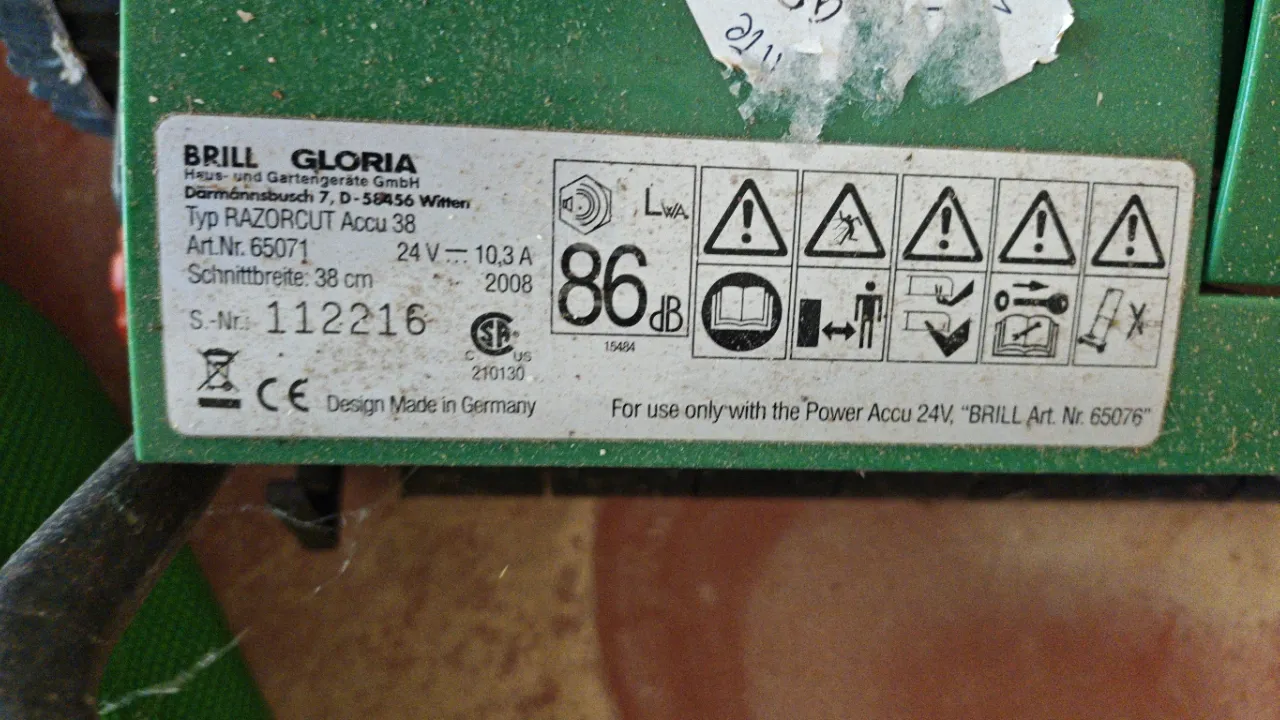 BRILL GLORIA
Haus- und Gartengeräte GmbH
Darmannsbusch 7, D-58456 Witten
Typ RAZORCUT Accu 38
Art.Nr. 65071 24 V 10,3 A
Schnittbreite: 38 cm 2008
S.-Nr.: 112216
CSA
C US
210130
CE Design Made in Germany
LWA
86 dB
15484
For use only with the Power Accu 24V, "BRILL Art. Nr. 65076"